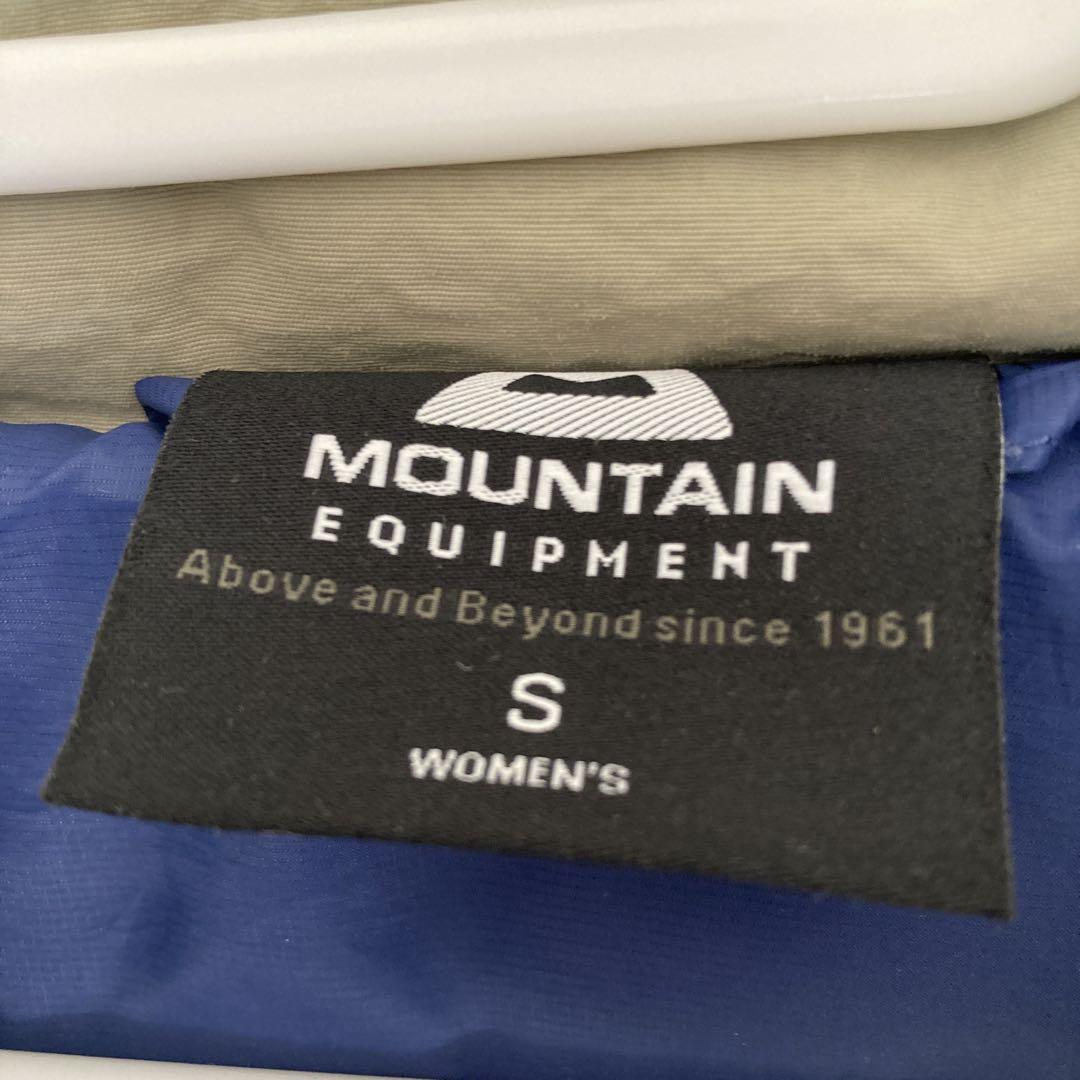 MOUNTAIN
EQUIPMENT
Above and Beyond since 1961
S
WOMEN'S